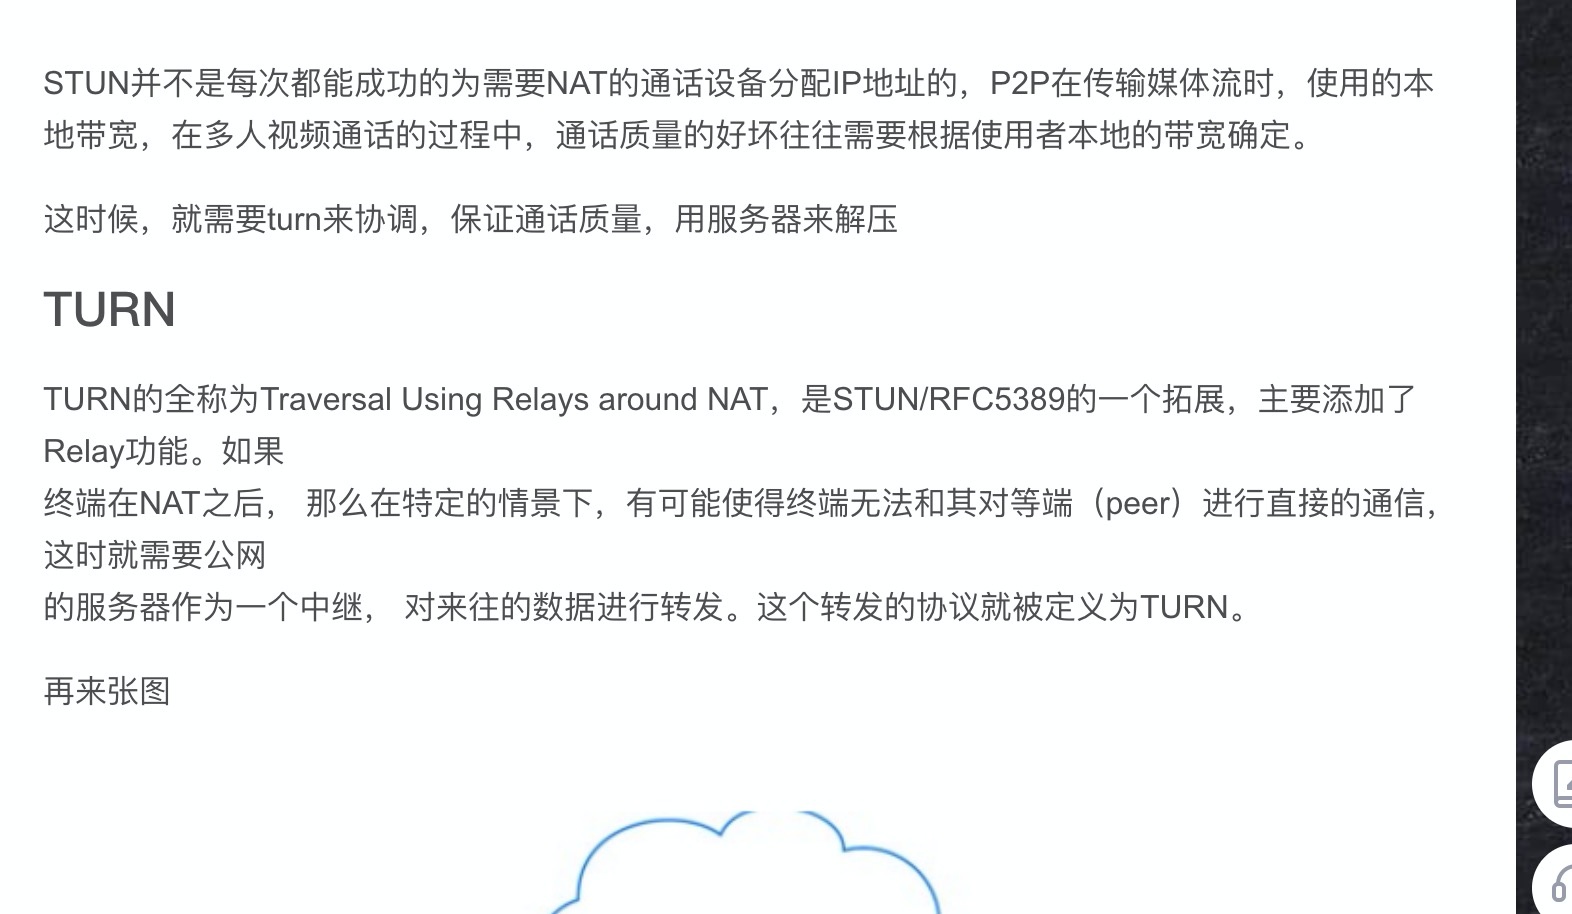 STUN并不是每次都能成功的为需要NAT的通话设备分配IP地址的，P2P在传输媒体流时，使用的本
地带宽，在多人视频通话的过程中，通话质量的好坏往往需要根据使用者本地的带宽确定。
这时候，就需要turn来协调，保证通话质量，用服务器来解压
TURN
TURN的全称为Traversal Using Relays around NAT，是STUN/RFC5389的一个拓展，主要添加了
Relay功能。如果
终端在NAT之后， 那么在特定的情景下，有可能使得终端无法和其对等端（peer）进行直接的通信，
这时就需要公网
的服务器作为一个中继， 对来往的数据进行转发。这个转发的协议就被定义为TURN。
再来张图